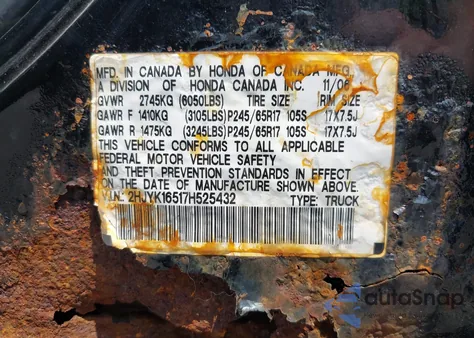 MFD. IN CANADA BY HONDA OF CANADA MFG.
A DIVISION OF HONDA CANADA INC. 11/06
GVWR 2745KG (6050LBS) TIRE SIZE RIM SIZE
GAWR F 1410KG (3105LBS) P245/65R17 105S 17X7.5J
GAWR R 1475KG (3245LBS) P245/65R17 105S 17X7.5J
THIS VEHICLE CONFORMS TO ALL APPLICABLE
FEDERAL MOTOR VEHICLE SAFETY
AND THEFT PREVENTION STANDARDS IN EFFECT
ON THE DATE OF MANUFACTURE SHOWN ABOVE.
V.I.N.: 2HJYK16517H525432 TYPE: TRUCK
autoSnap